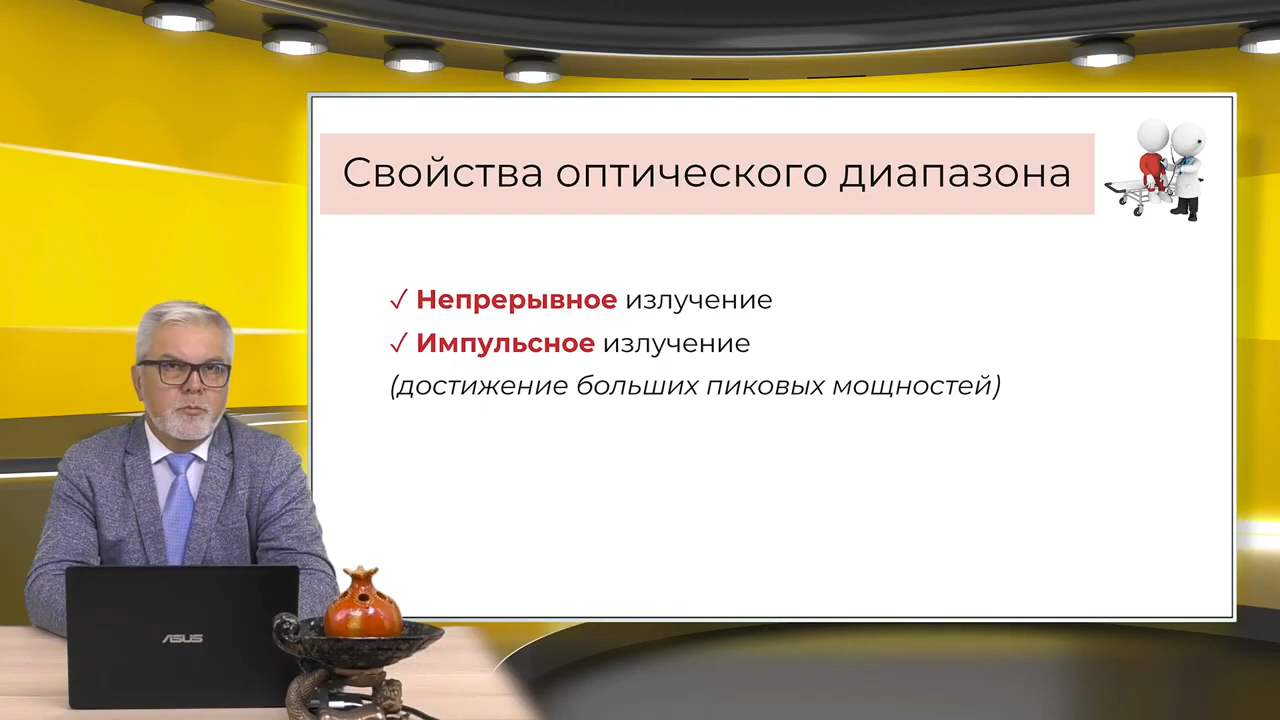 Свойства оптического диапазона
✓ Непрерывное излучение
✓ Импульсное излучение
(достижение больших пиковых мощностей)
ASUS